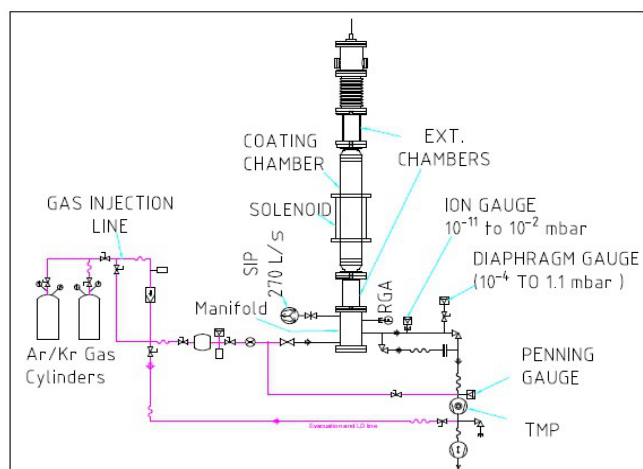 EXT.
CHAMBERS
COATING
CHAMBER
ION GAUGE
10⁻¹¹ to 10⁻² mbar
GAS INJECTION
LINE
SOLENOID
DIAPHRAGM GAUGE
(10⁻⁴ TO 1.1 mbar )
SIP
270 L/s
RGA
Manifold
Ar/Kr Gas
Cylinders
PENNING
GAUGE
TMP
Evacuation and LD line